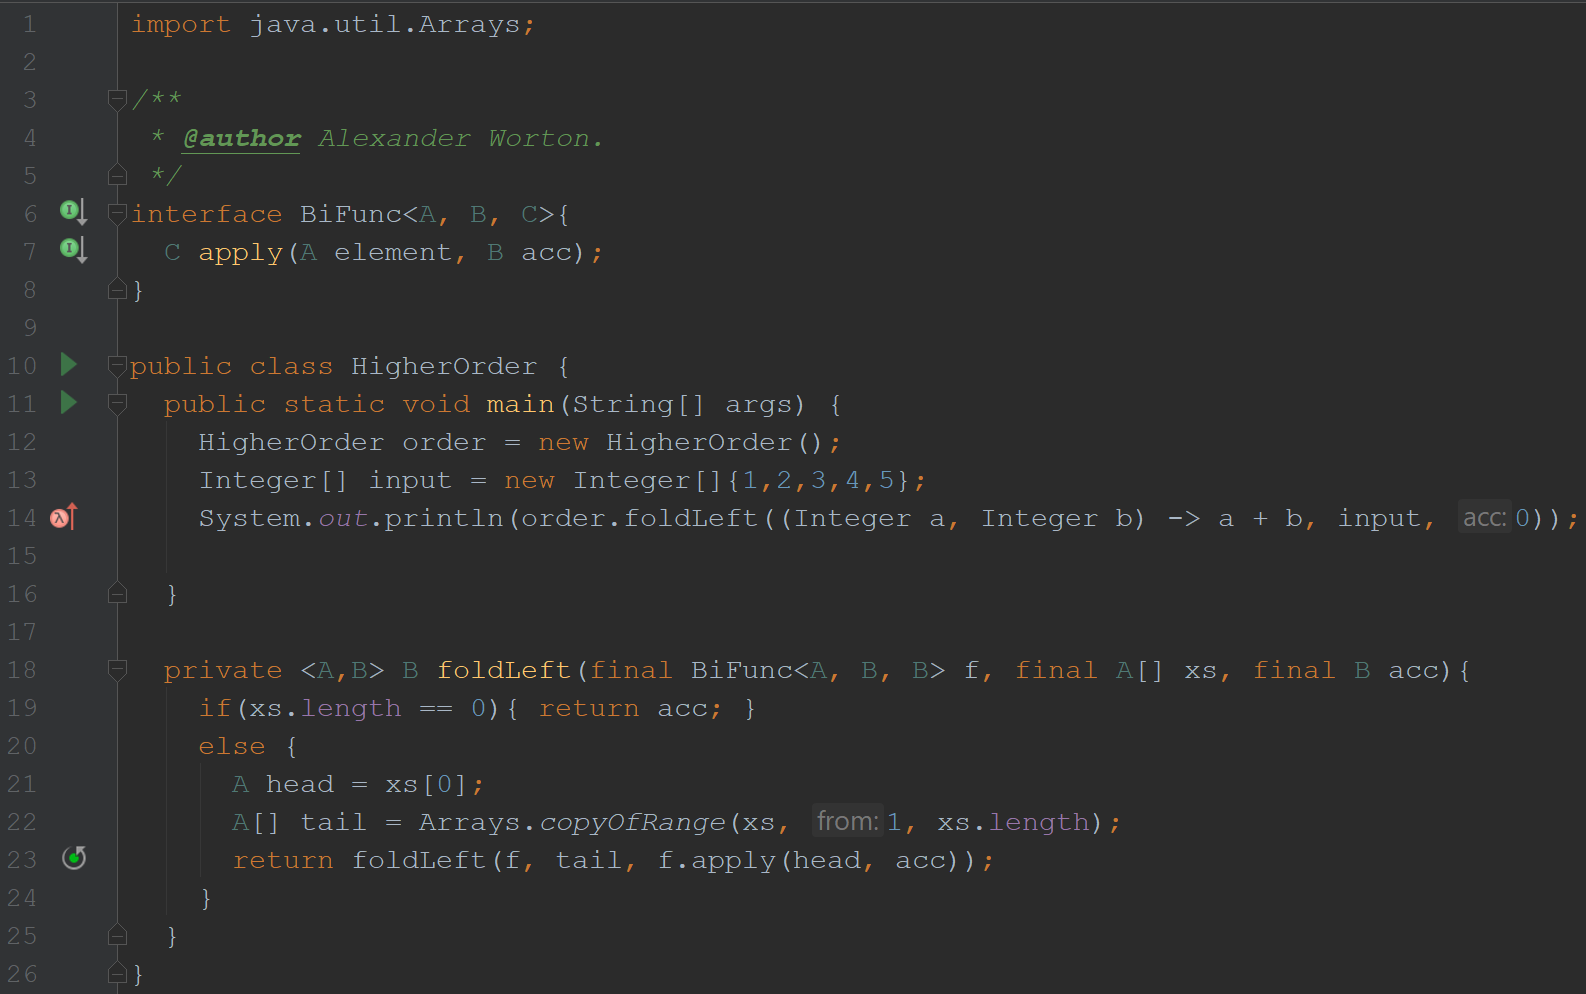 1 import java.util.Arrays;
2
3 /**
4 * @author Alexander Worton.
5 */
6 interface BiFunc<A, B, C>{
7 C apply(A element, B acc);
8 }
9
10 public class HigherOrder {
11 public static void main(String[] args) {
12 HigherOrder order = new HigherOrder();
13 Integer[] input = new Integer[]{1,2,3,4,5};
14 System.out.println(order.foldLeft((Integer a, Integer b) -> a + b, input, acc: 0));
15
16 }
17
18 private <A,B> B foldLeft(final BiFunc<A, B, B> f, final A[] xs, final B acc){
19 if(xs.length == 0){ return acc; }
20 else {
21 A head = xs[0];
22 A[] tail = Arrays.copyOfRange(xs, from: 1, xs.length);
23 return foldLeft(f, tail, f.apply(head, acc));
24 }
25 }
26 }